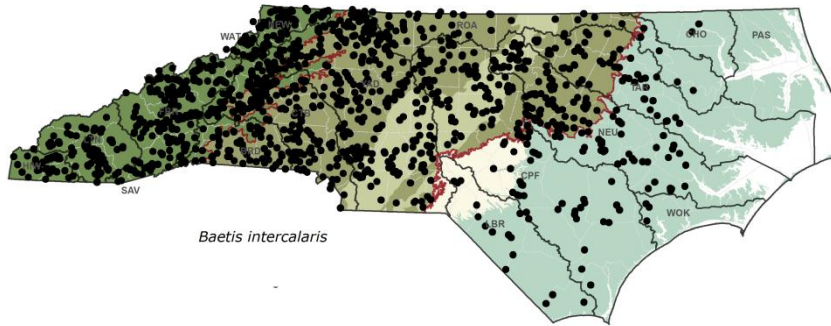 NEW
WAT
ROA
CHO
PAS
TAR
NEU
SAV
CPF
WOK
LBR
Baetis intercalaris
-